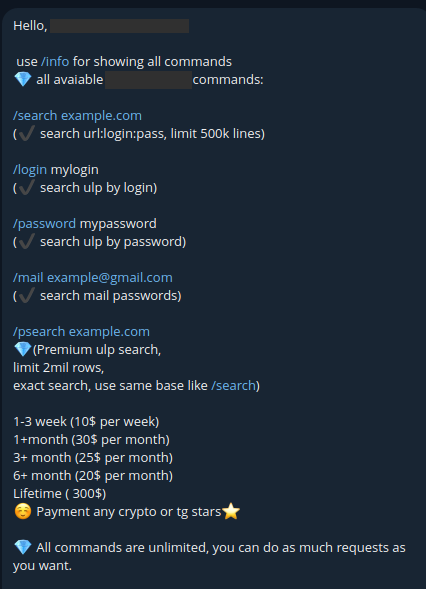 Hello,
use /info for showing all commands
💎 all avaiable commands:
/search example.com
(✔ search url:login:pass, limit 500k lines)
/login mylogin
(✔ search ulp by login)
/password mypassword
(✔ search ulp by password)
/mail example@gmail.com
(✔ search mail passwords)
/psearch example.com
💎(Premium ulp search,
limit 2mil rows,
exact search, use same base like /search)
1-3 week (10$ per week)
1+month (30$ per month)
3+ month (25$ per month)
6+ month (20$ per month)
Lifetime ( 300$)
☺️ Payment any crypto or tg stars⭐
💎 All commands are unlimited, you can do as much requests as
you want.